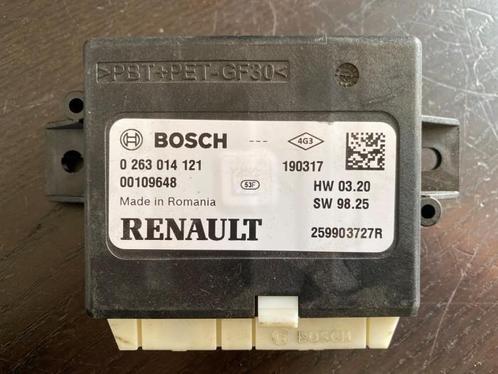 >PBT+PET-GF30<
BOSCH --- 4G3
0 263 014 121 190317
00109648 53F HW 03.20
Made in Romania SW 98.25
RENAULT 259903727R
BOSCH